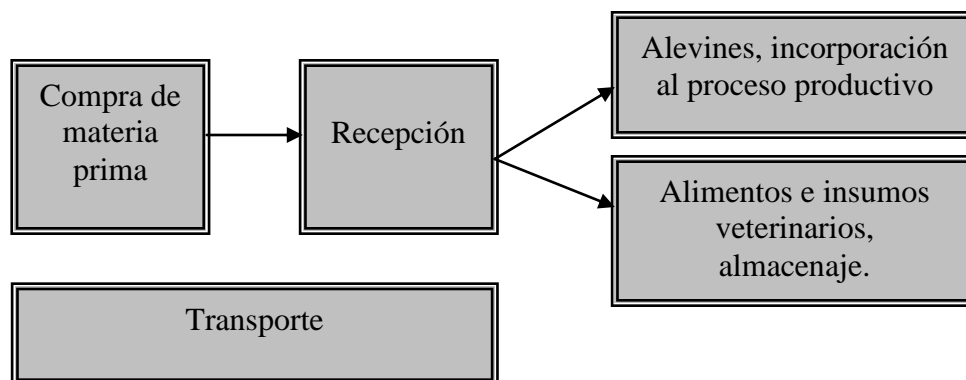 Compra de
materia
prima
Recepción
Alevines, incorporación
al proceso productivo
Alimentos e insumos
veterinarios,
almacenaje.
Transporte